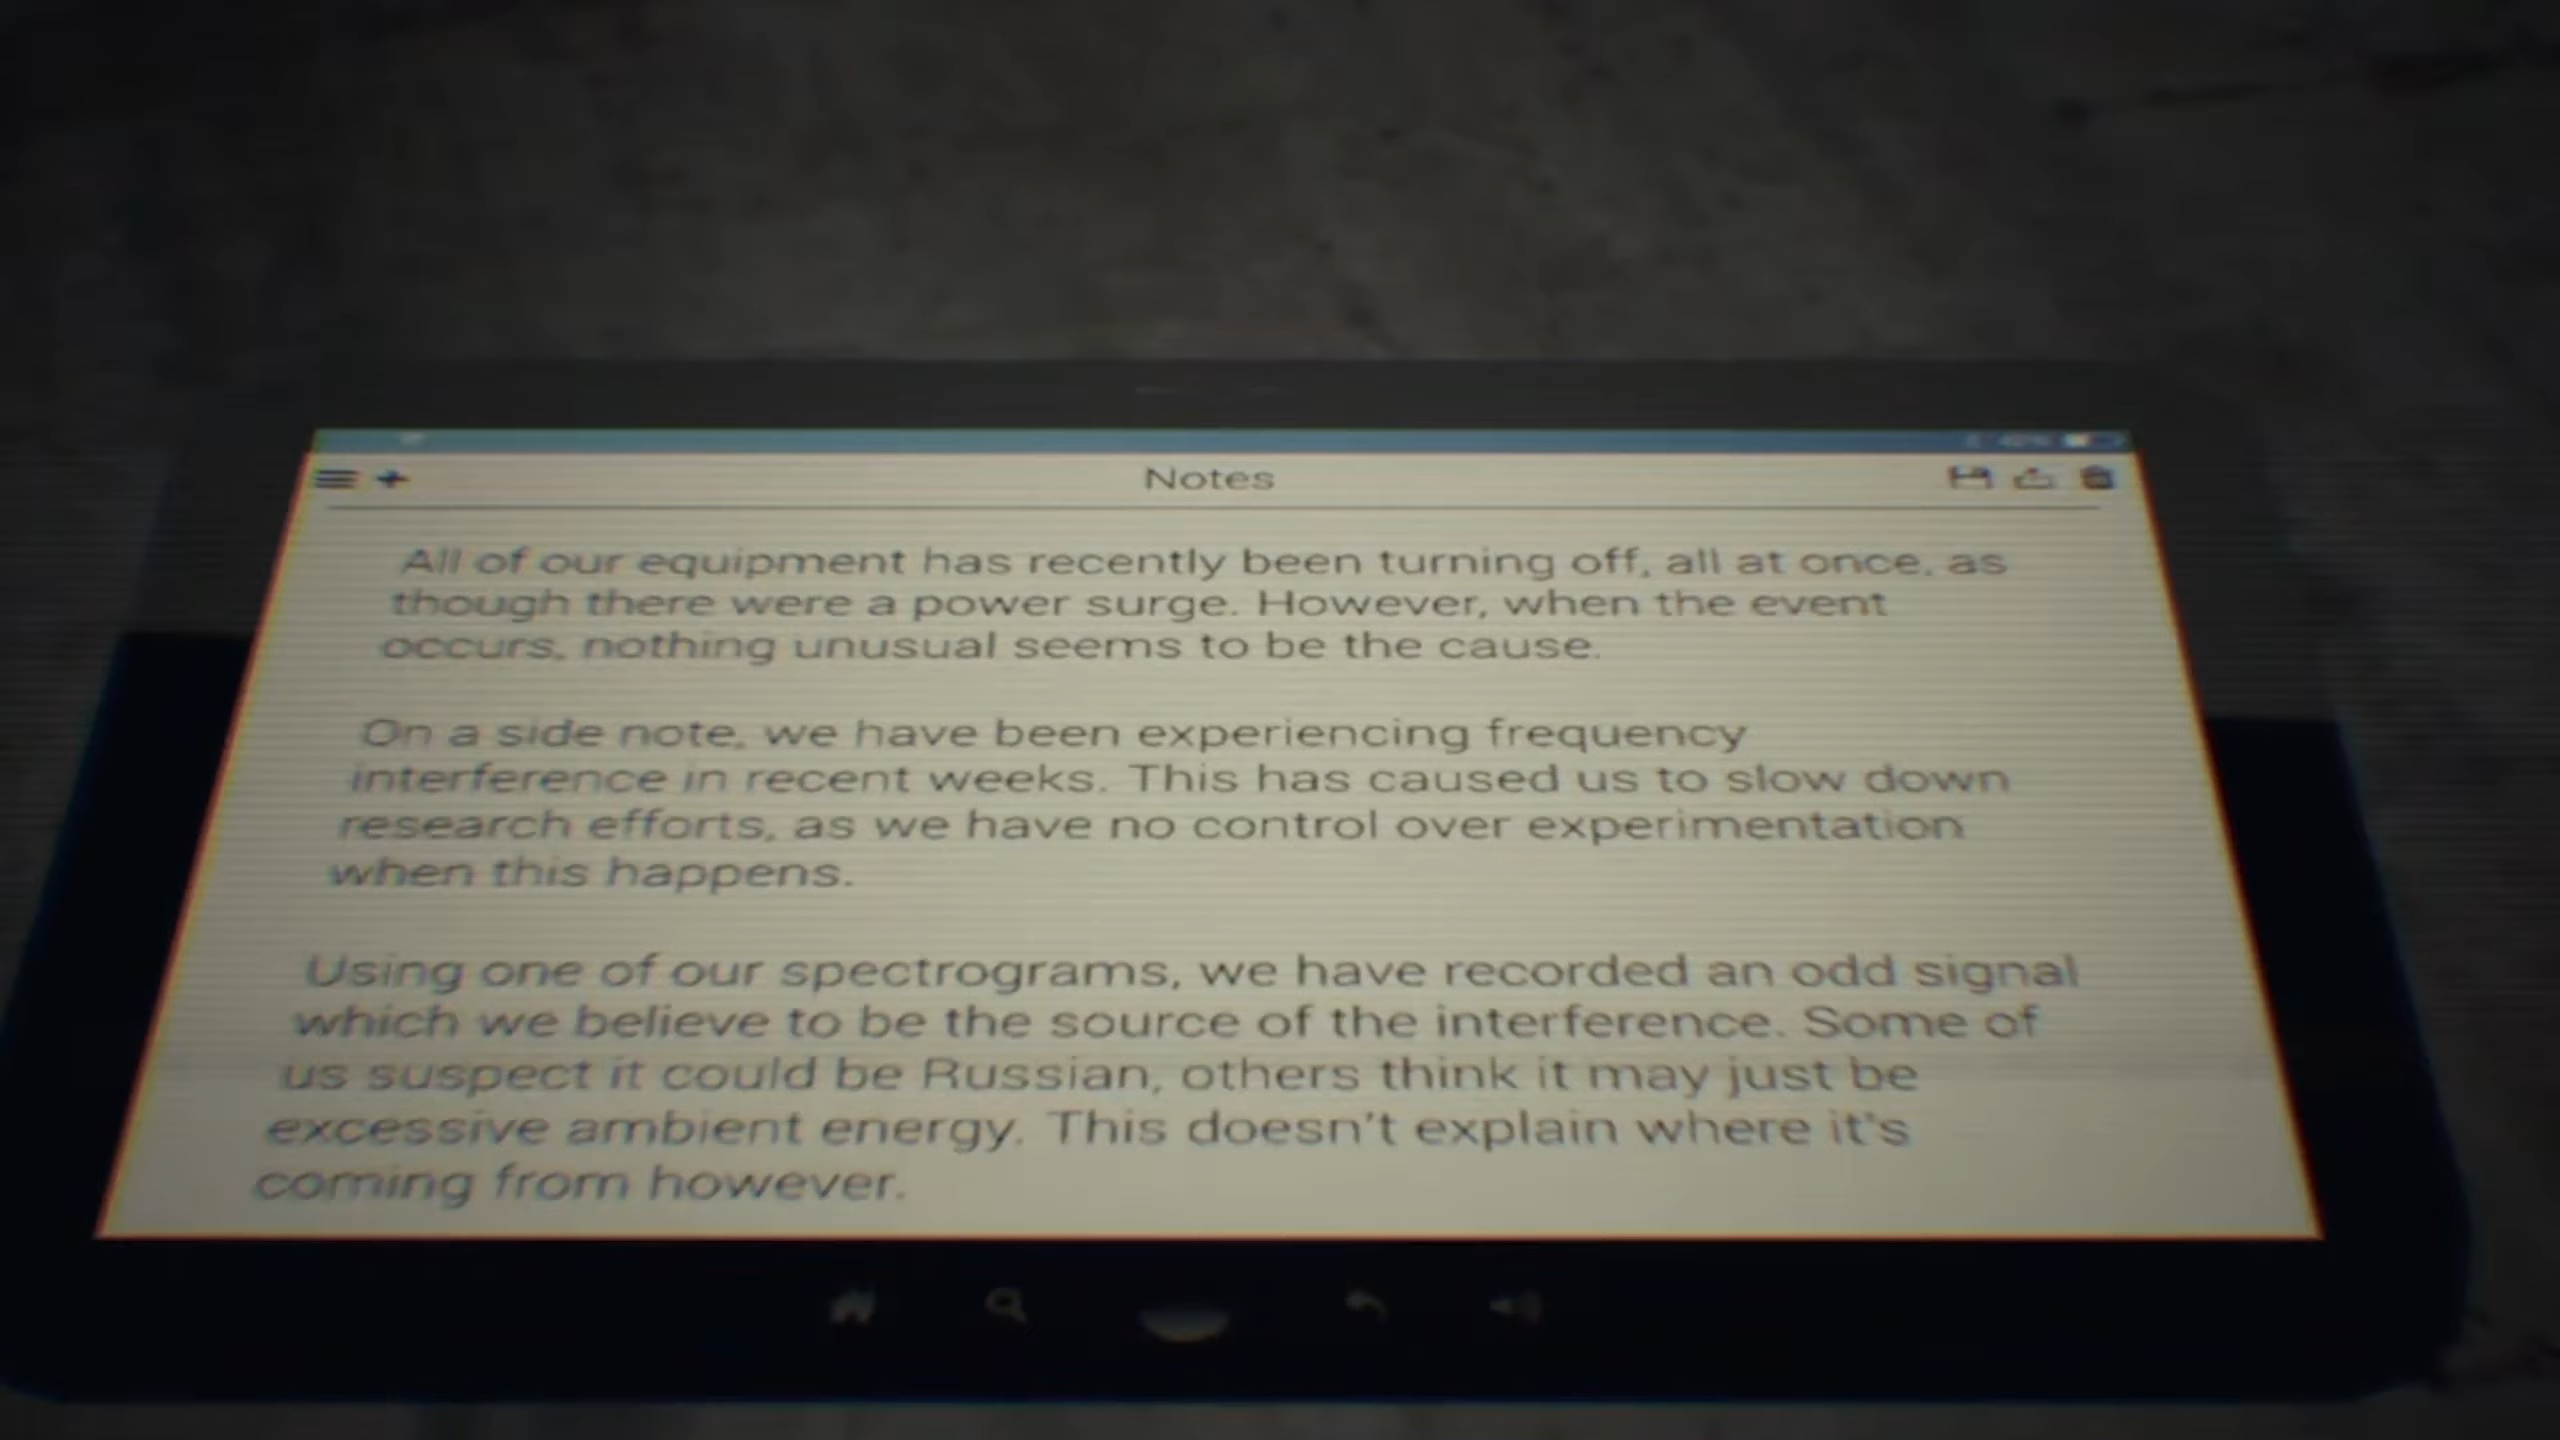 Notes
All of our equipment has recently been turning off, all at once, as
though there were a power surge. However, when the event
occurs, nothing unusual seems to be the cause.
On a side note, we have been experiencing frequency
interference in recent weeks. This has caused us to slow down
research efforts, as we have no control over experimentation
when this happens.
Using one of our spectrograms, we have recorded an odd signal
which we believe to be the source of the interference. Some of
us suspect it could be Russian, others think it may just be
excessive ambient energy. This doesn't explain where it's
coming from however.